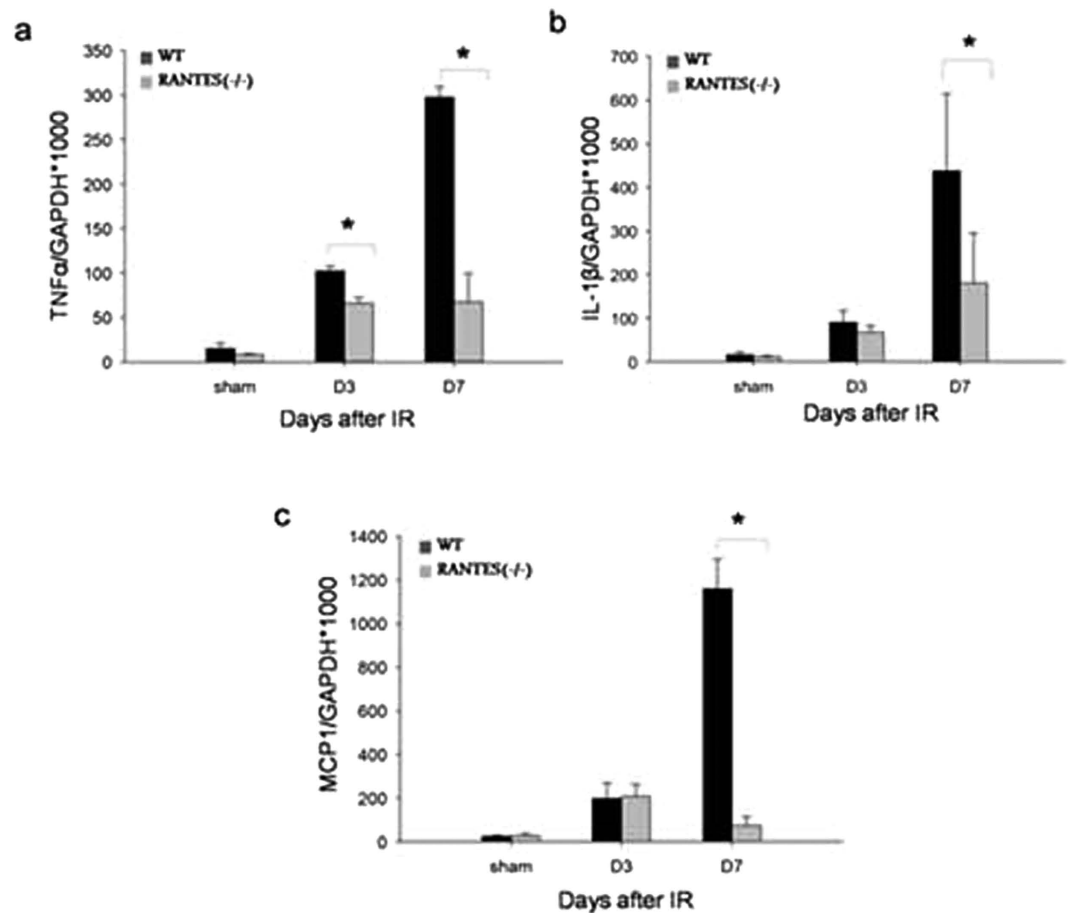 a
350
300
250
200
150
100
50
0
TNFα/GAPDH*1000
WT
RANTES(-/-)
*
*
sham D3 D7
Days after IR
b
700
600
500
400
300
200
100
0
IL-1β/GAPDH*1000
WT
RANTES(-/-)
*
sham D3 D7
Days after IR
c
1400
1200
1000
800
600
400
200
0
MCP1/GAPDH*1000
WT
RANTES(-/-)
*
sham D3 D7
Days after IR